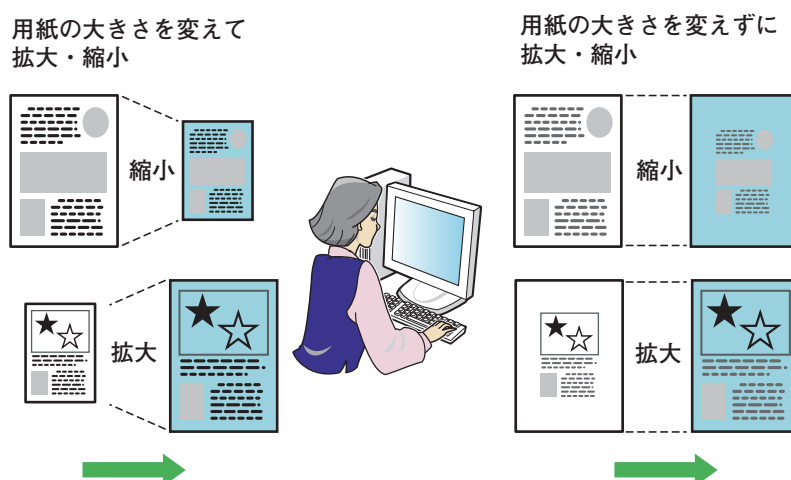 用紙の大きさを変えて
拡大・縮小
縮小
拡大
用紙の大きさを変えずに
拡大・縮小
縮小
拡大